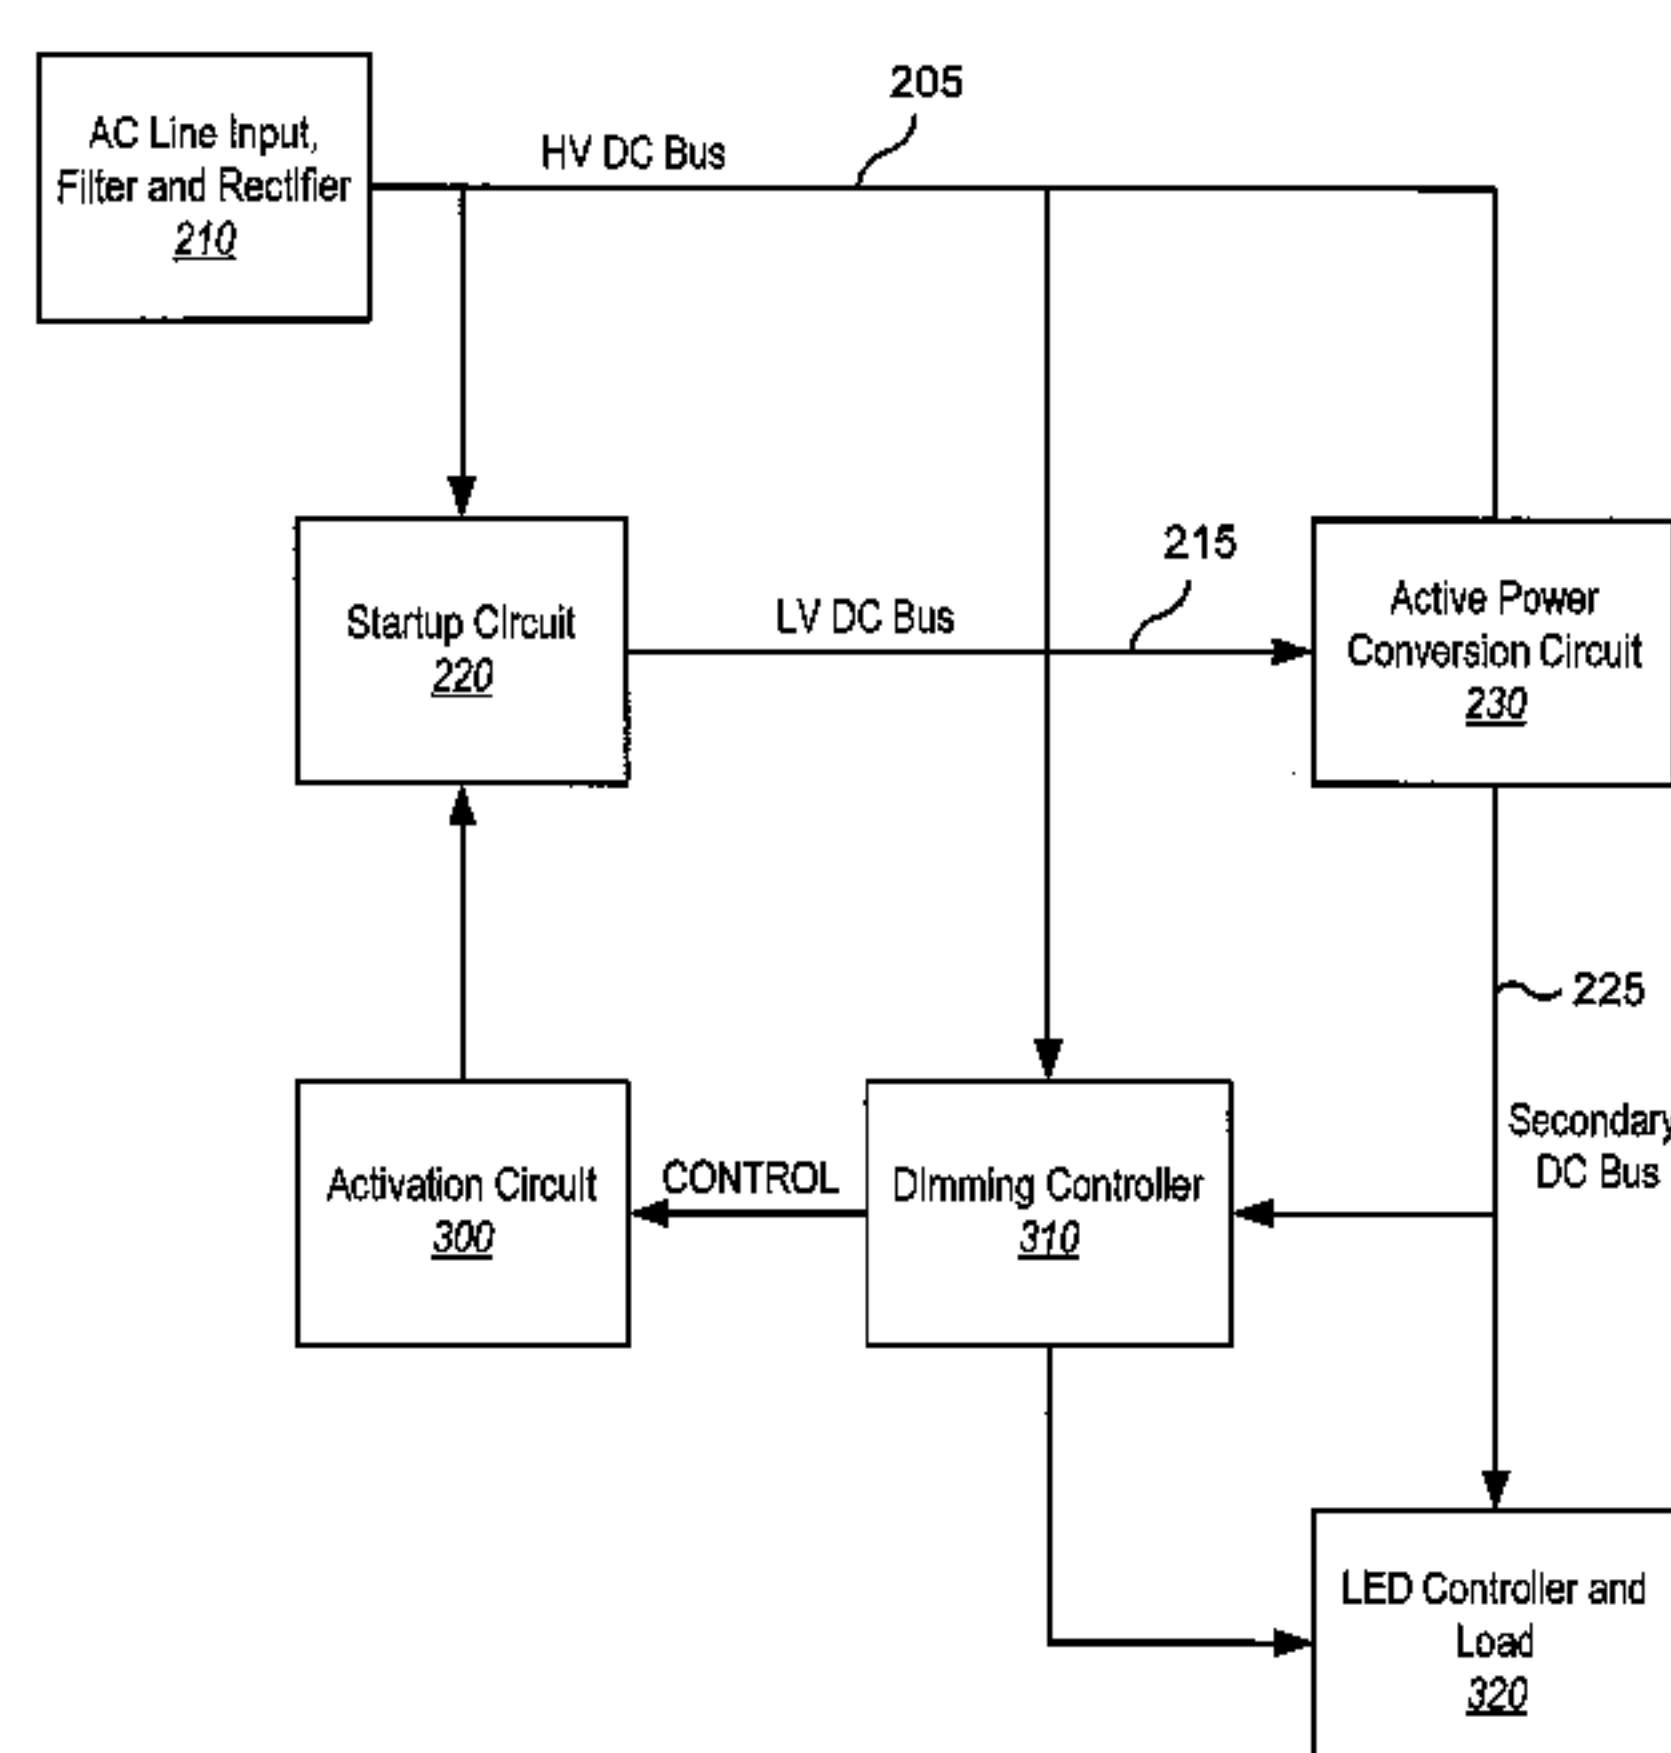 205
HV DC Bus
AC Line Input,
Filter and Rectifier
210
215
LV DC Bus
Startup Circuit
220
Active Power
Conversion Circuit
230
225
Secondary
DC Bus
Activation Circuit
300
CONTROL
Dimming Controller
310
LED Controller and
Load
320